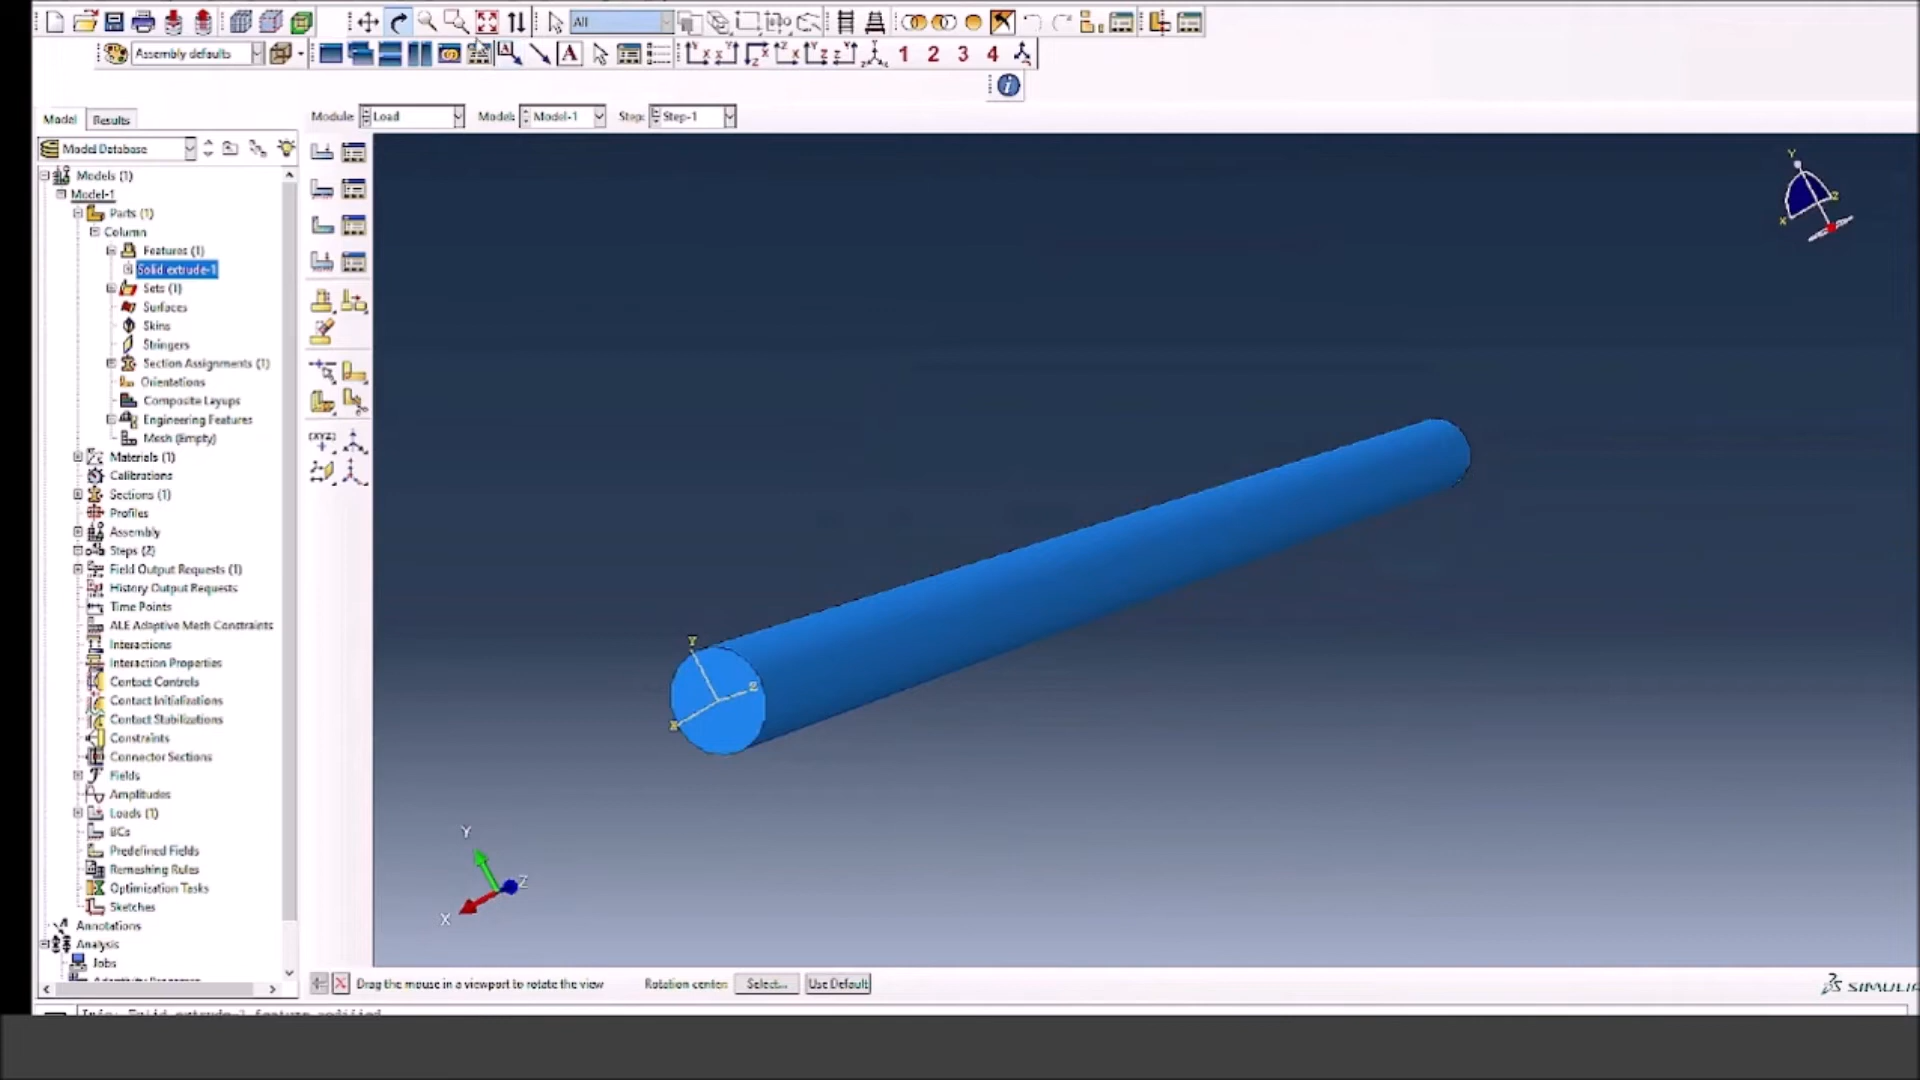 All
Assembly defaults
1 2 3 4
Model Results
Module: Load Model: Model-1 Step: Step-1
Model Database
Models (1)
Model-1
Parts (1)
Column
Features (1)
Solid extrude-1
Sets (1)
Surfaces
Skins
Stringers
Section Assignments (1)
Orientations
Composite Layups
Engineering Features
Mesh (Empty)
Materials (1)
Calibrations
Sections (1)
Profiles
Assembly
Steps (2)
Field Output Requests (1)
History Output Requests
Time Points
ALE Adaptive Mesh Constraints
Interactions
Interaction Properties
Contact Controls
Contact Initializations
Contact Stabilizations
Constraints
Connector Sections
Fields
Amplitudes
Loads (1)
BCs
Predefined Fields
Remeshing Rules
Optimization Tasks
Sketches
Annotations
Analysis
Jobs
(XYZ)
Y
Z
X
Y
Z
X
Y
Z
X
Drag the mouse in a viewport to rotate the view Rotation center: Select... Use Default
SIMULI